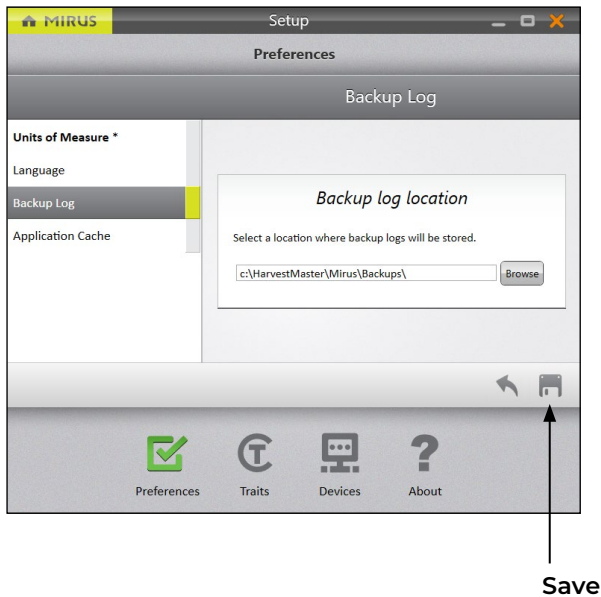 MIRUS
Setup
Preferences
Backup Log
Units of Measure *
Language
Backup Log
Application Cache
Backup log location
Select a location where backup logs will be stored.
c:\HarvestMaster\Mirus\Backups\
Browse
Preferences
Traits
Devices
About
Save